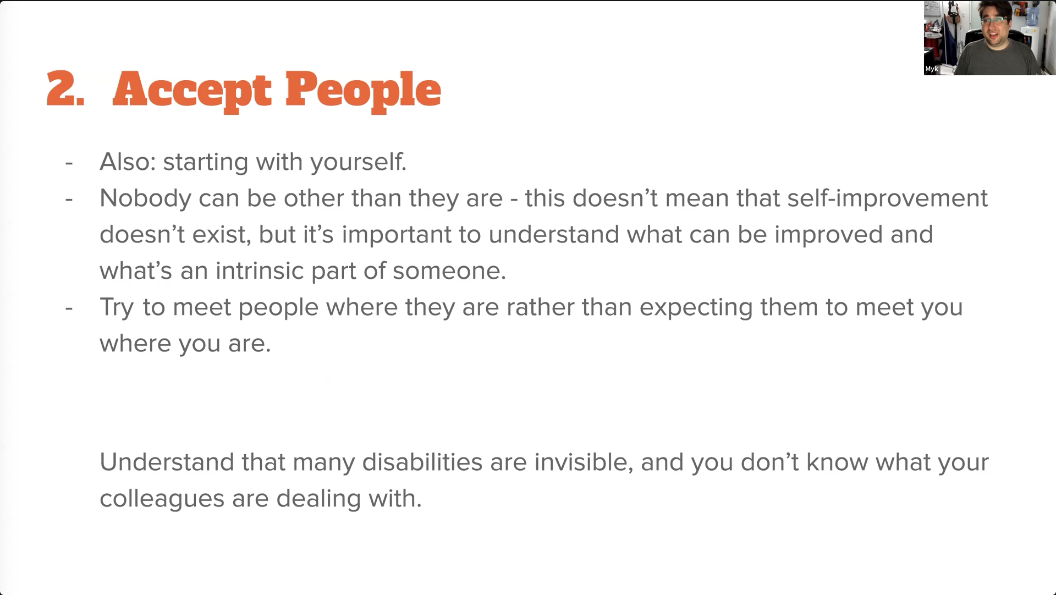 2. Accept People
- Also: starting with yourself.
- Nobody can be other than they are - this doesn’t mean that self-improvement
doesn’t exist, but it’s important to understand what can be improved and
what’s an intrinsic part of someone.
- Try to meet people where they are rather than expecting them to meet you
where you are.
Understand that many disabilities are invisible, and you don’t know what your
colleagues are dealing with.
Myk